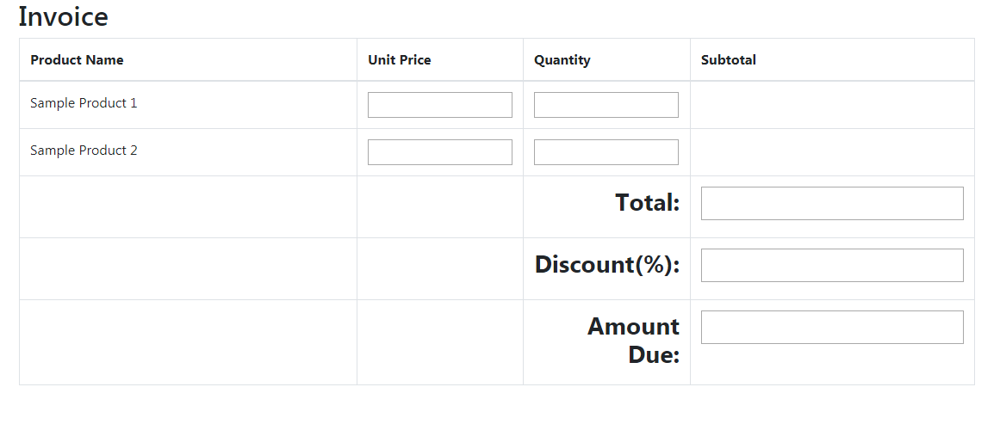 Invoice
Product Name Unit Price Quantity Subtotal
Sample Product 1
Sample Product 2
Total:
Discount(%):
Amount
Due: